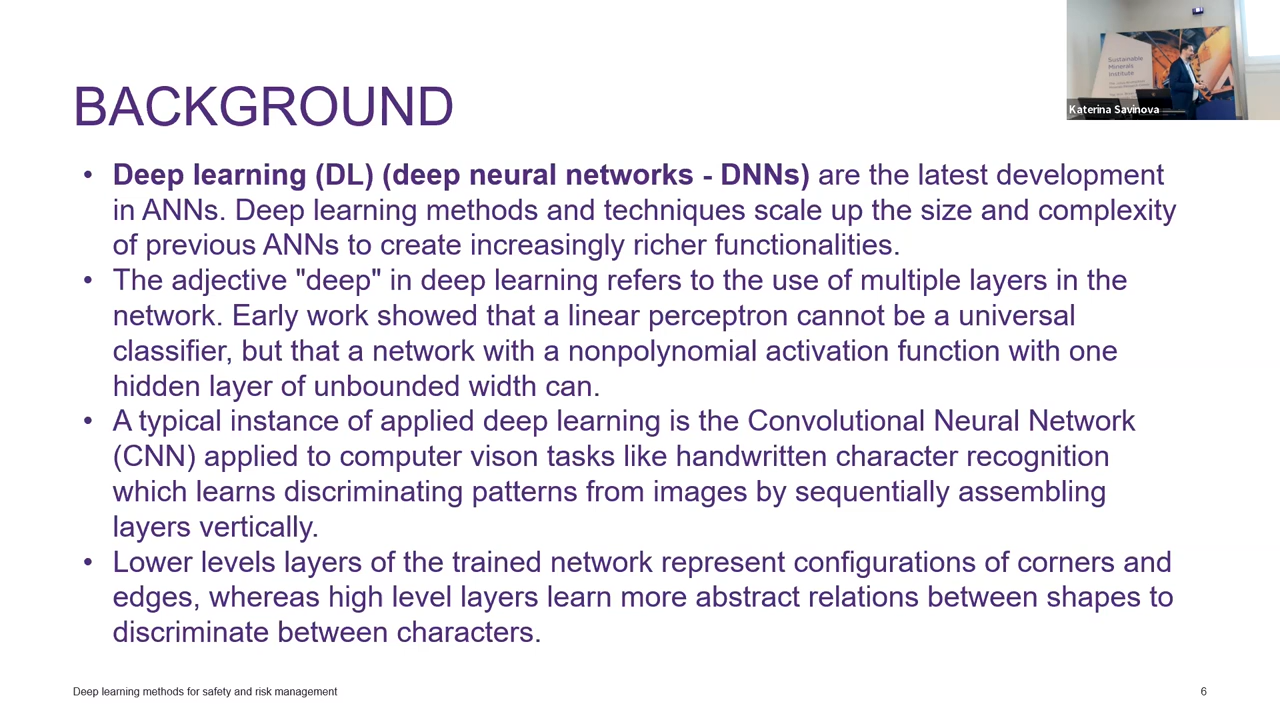 Sustainable
Minerals
Institute
Katerina Savinova
BACKGROUND
• Deep learning (DL) (deep neural networks - DNNs) are the latest development
in ANNs. Deep learning methods and techniques scale up the size and complexity
of previous ANNs to create increasingly richer functionalities.
• The adjective "deep" in deep learning refers to the use of multiple layers in the
network. Early work showed that a linear perceptron cannot be a universal
classifier, but that a network with a nonpolynomial activation function with one
hidden layer of unbounded width can.
• A typical instance of applied deep learning is the Convolutional Neural Network
(CNN) applied to computer vison tasks like handwritten character recognition
which learns discriminating patterns from images by sequentially assembling
layers vertically.
• Lower levels layers of the trained network represent configurations of corners and
edges, whereas high level layers learn more abstract relations between shapes to
discriminate between characters.
Deep learning methods for safety and risk management
6